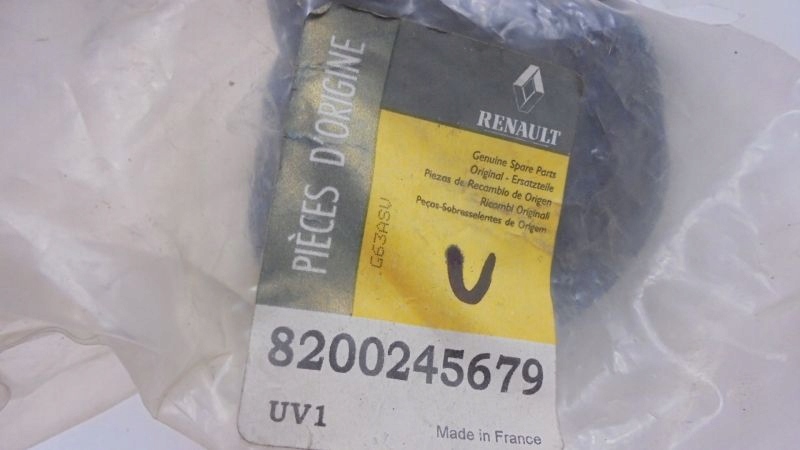 PIÈCES D'ORIGINE
RENAULT
Genuine Spare Parts
Original - Ersatzteile
Piezas de Recambio de Origen
Ricambi Originali
Peças-Sobresselentes de Origem
G63ASV
U
8200245679
UV1
Made in France